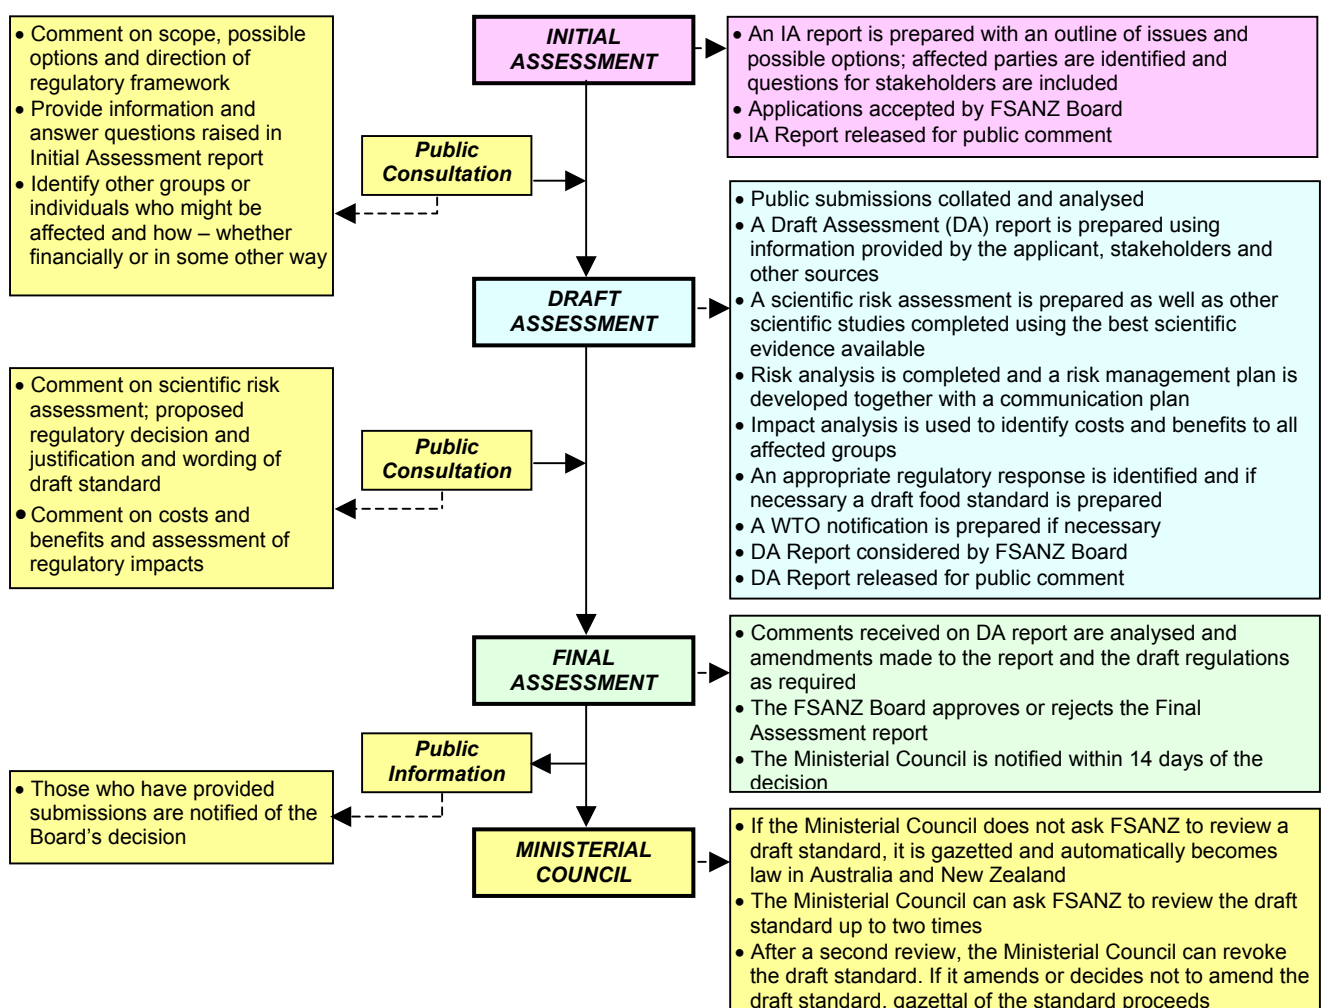 • Comment on scope, possible
options and direction of
regulatory framework
• Provide information and
answer questions raised in
Initial Assessment report
• Identify other groups or
individuals who might be
affected and how – whether
financially or in some other way
INITIAL
ASSESSMENT
• An IA report is prepared with an outline of issues and
possible options; affected parties are identified and
questions for stakeholders are included
• Applications accepted by FSANZ Board
• IA Report released for public comment
Public
Consultation
DRAFT
ASSESSMENT
• Public submissions collated and analysed
• A Draft Assessment (DA) report is prepared using
information provided by the applicant, stakeholders and
other sources
• A scientific risk assessment is prepared as well as other
scientific studies completed using the best scientific
evidence available
• Risk analysis is completed and a risk management plan is
developed together with a communication plan
• Impact analysis is used to identify costs and benefits to all
affected groups
• An appropriate regulatory response is identified and if
necessary a draft food standard is prepared
• A WTO notification is prepared if necessary
• DA Report considered by FSANZ Board
• DA Report released for public comment
• Comment on scientific risk
assessment; proposed
regulatory decision and
justification and wording of
draft standard
• Comment on costs and
benefits and assessment of
regulatory impacts
Public
Consultation
FINAL
ASSESSMENT
• Comments received on DA report are analysed and
amendments made to the report and the draft regulations
as required
• The FSANZ Board approves or rejects the Final
Assessment report
• The Ministerial Council is notified within 14 days of the
decision
Public
Information
• Those who have provided
submissions are notified of the
Board's decision
MINISTERIAL
COUNCIL
• If the Ministerial Council does not ask FSANZ to review a
draft standard, it is gazetted and automatically becomes
law in Australia and New Zealand
• The Ministerial Council can ask FSANZ to review the draft
standard up to two times
• After a second review, the Ministerial Council can revoke
the draft standard. If it amends or decides not to amend the
draft standard, gazettal of the standard proceeds